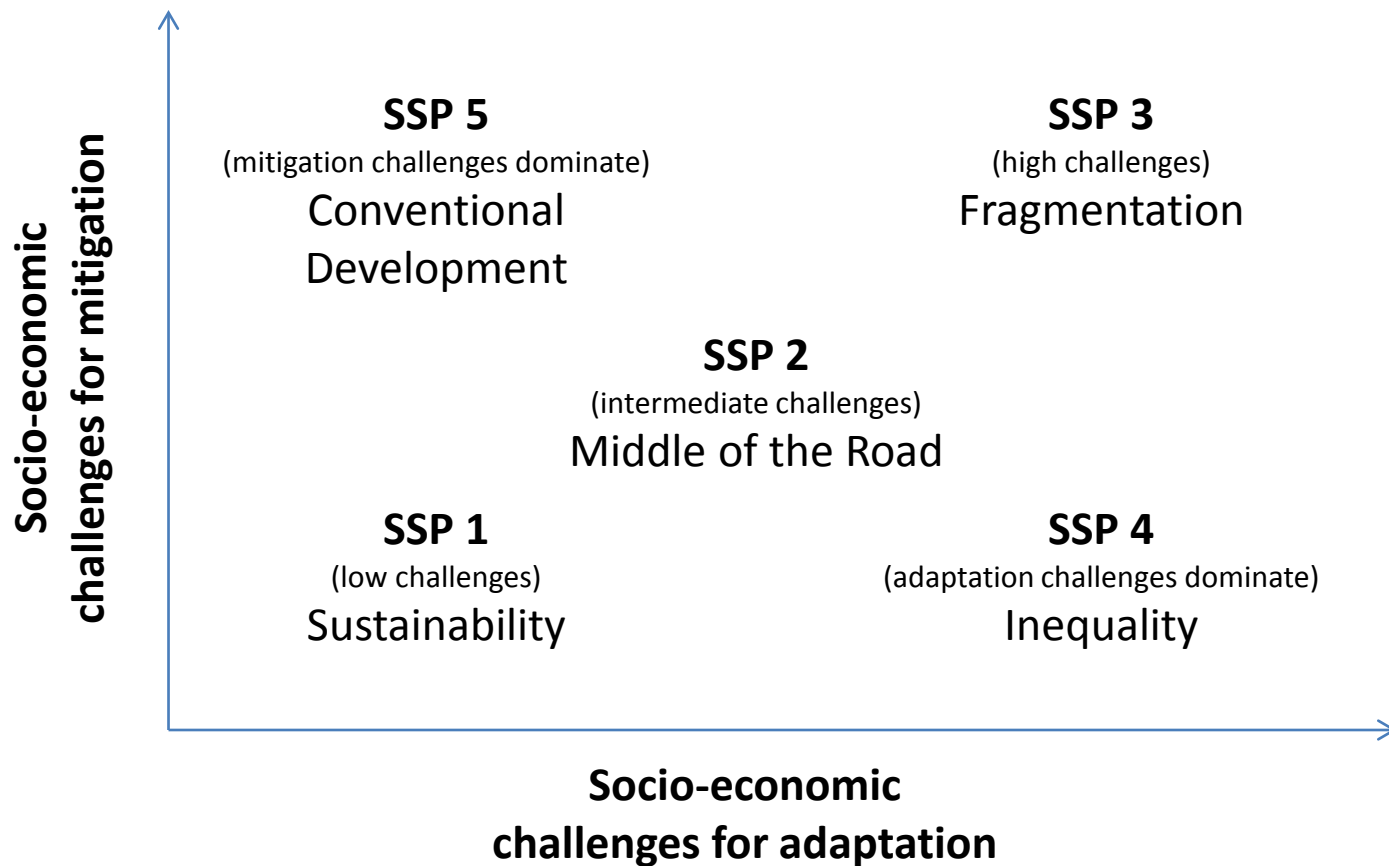 Socio-economic
challenges for mitigation
SSP 5
(mitigation challenges dominate)
Conventional
Development
SSP 3
(high challenges)
Fragmentation
SSP 2
(intermediate challenges)
Middle of the Road
SSP 1
(low challenges)
Sustainability
SSP 4
(adaptation challenges dominate)
Inequality
Socio-economic
challenges for adaptation